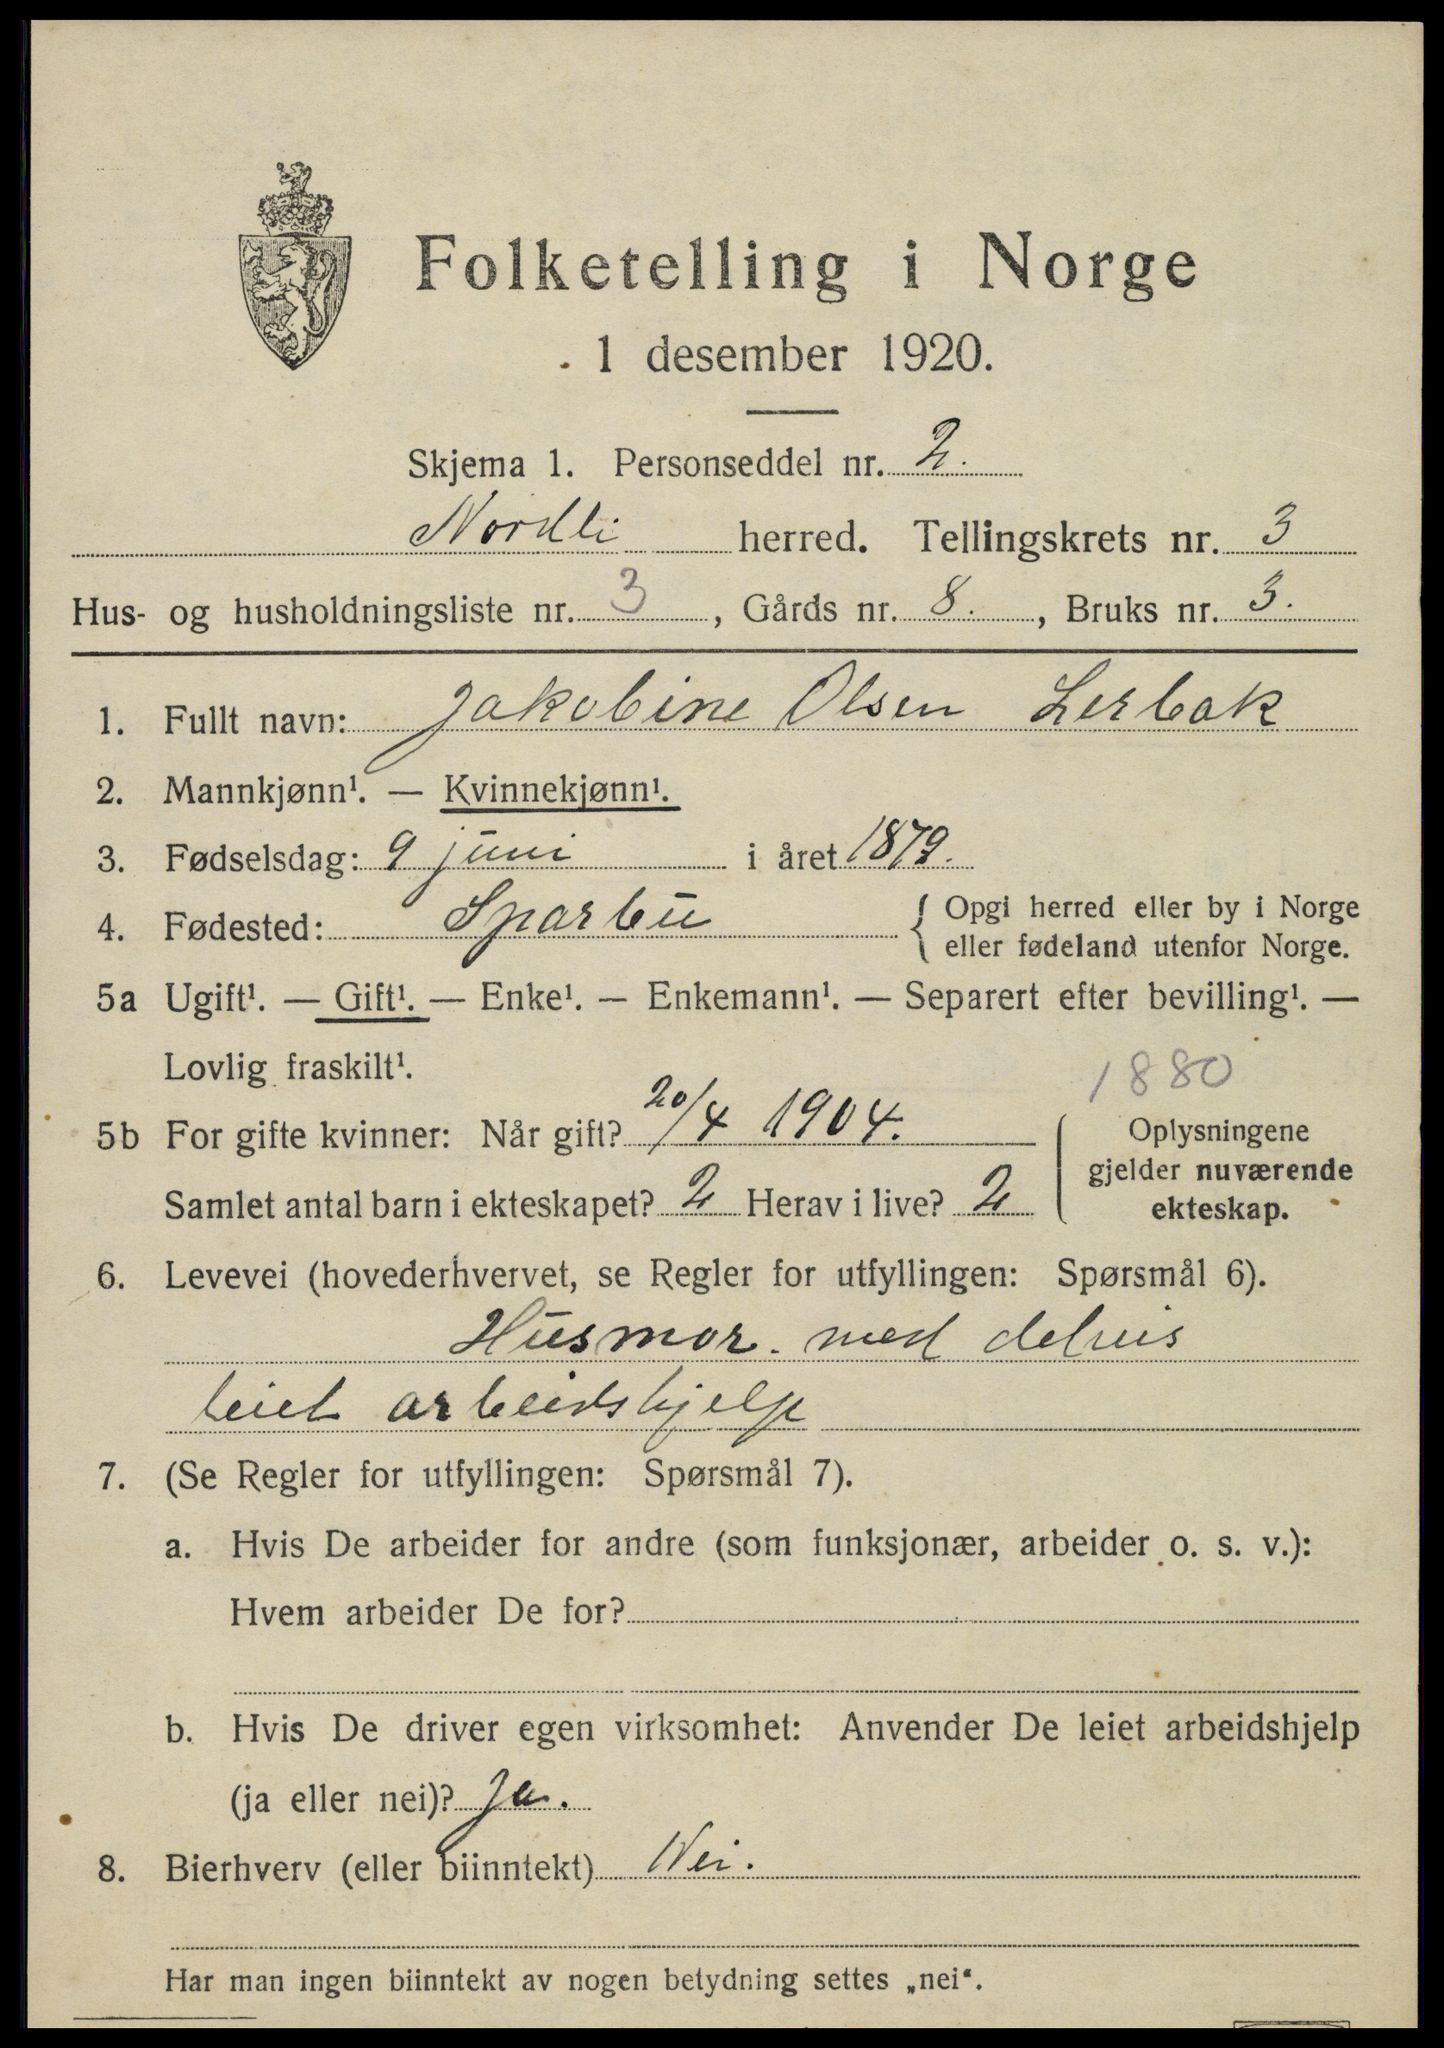 Folketelling i Norge
1 desember 1920.
Skjema 1. Personseddel nr. 2.
Nordli herred. Tellingskrets nr. 3
Hus- og husholdningsliste nr. 3, Gårds nr. 8., Bruks nr. 3.
1. Fullt navn: Jakobine Olsen Lerbak
2. Mannkjønn¹. — Kvinnekjønn¹.
3. Fødselsdag: 9 juni i året 1879.
4. Fødested: Sparbu { Opgi herred eller by i Norge
eller fødeland utenfor Norge.
5a Ugift¹. — Gift¹. — Enke¹. — Enkemann¹. — Separert efter bevilling¹. —
Lovlig fraskilt¹.
1880
5b For gifte kvinner: Når gift? 20/4 1904.
Samlet antal barn i ekteskapet? 2 Herav i live? 2
Oplysningene
gjelder nuværende
ekteskap.
6. Levevei (hovederhvervet, se Regler for utfyllingen: Spørsmål 6).
Husmor. med delvis
leiet arbeidshjelp
7. (Se Regler for utfyllingen: Spørsmål 7).
a. Hvis De arbeider for andre (som funksjonær, arbeider o. s. v.):
Hvem arbeider De for?
b. Hvis De driver egen virksomhet: Anvender De leiet arbeidshjelp
(ja eller nei)? Ja.
8. Bierhverv (eller biinntekt) Nei.
Har man ingen biinntekt av nogen betydning settes „nei“.